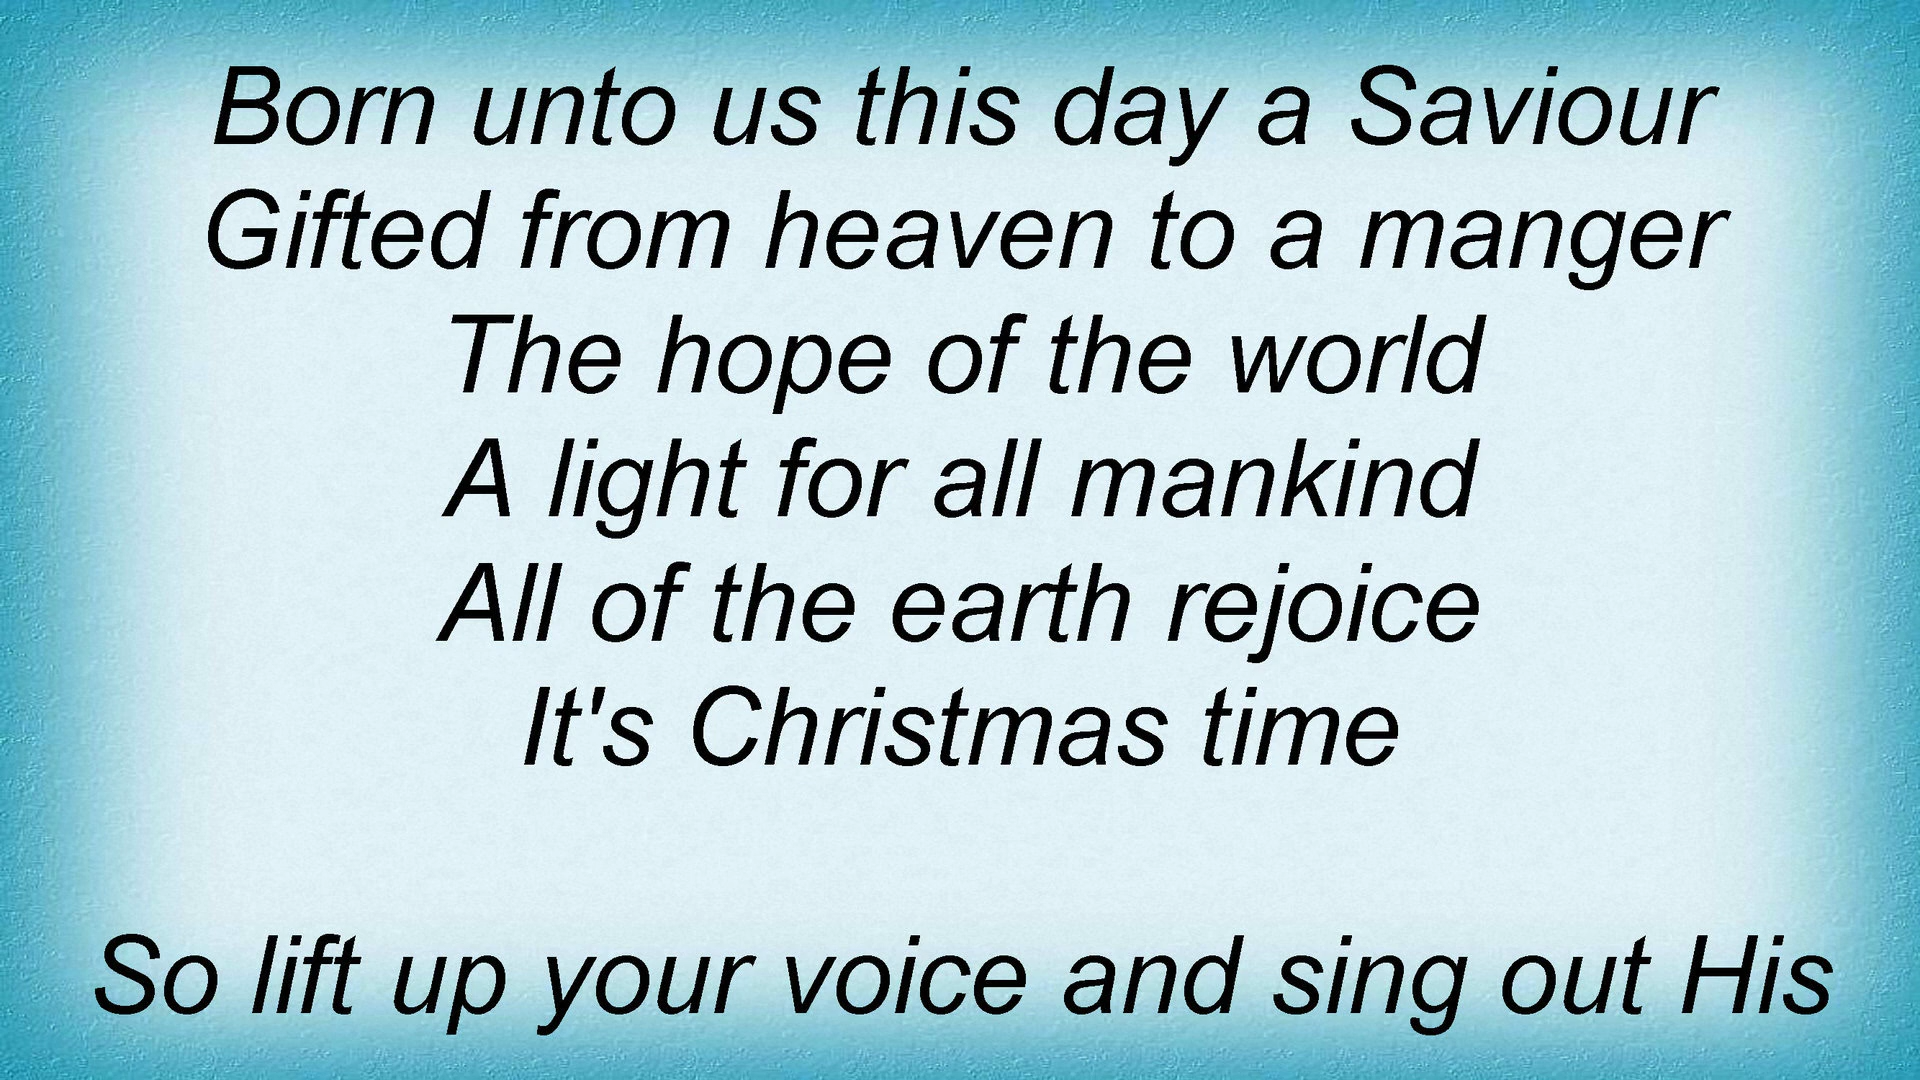 Born unto us this day a Saviour
Gifted from heaven to a manger
The hope of the world
A light for all mankind
All of the earth rejoice
It's Christmas time
So lift up your voice and sing out His